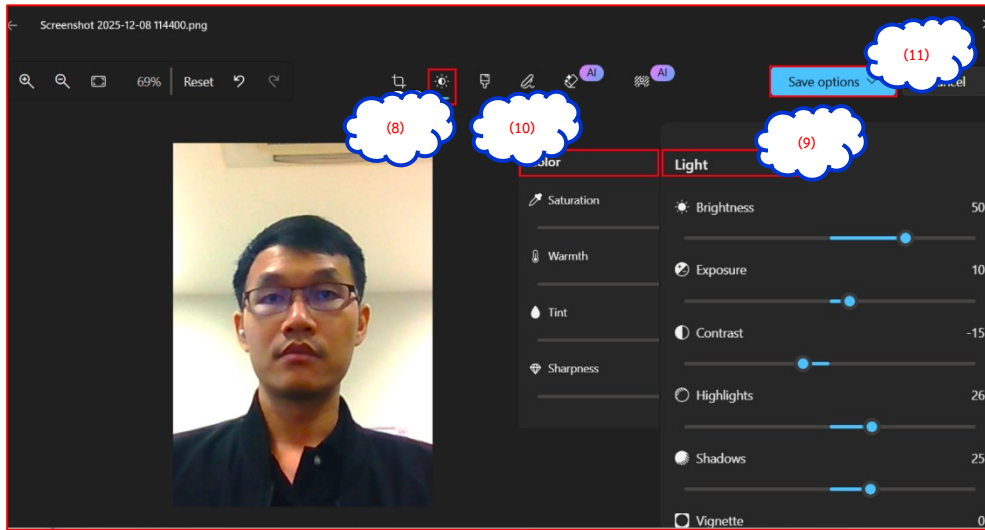 Screenshot 2025-12-08 114400.png
69% Reset AI AI Save options
(11)
(8)
(10)
(9)
Light
Saturation
Brightness 50
Warmth
Exposure 10
Tint
Contrast -15
Sharpness
Highlights 26
Shadows 25
Vignette 0